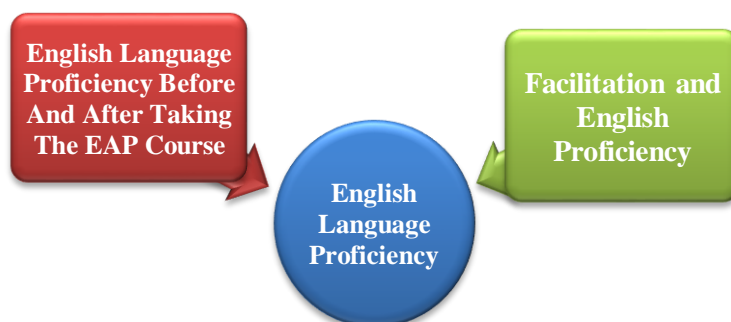 English Language
Proficiency Before
And After Taking
The EAP Course
Facilitation and
English
Proficiency
English
Language
Proficiency